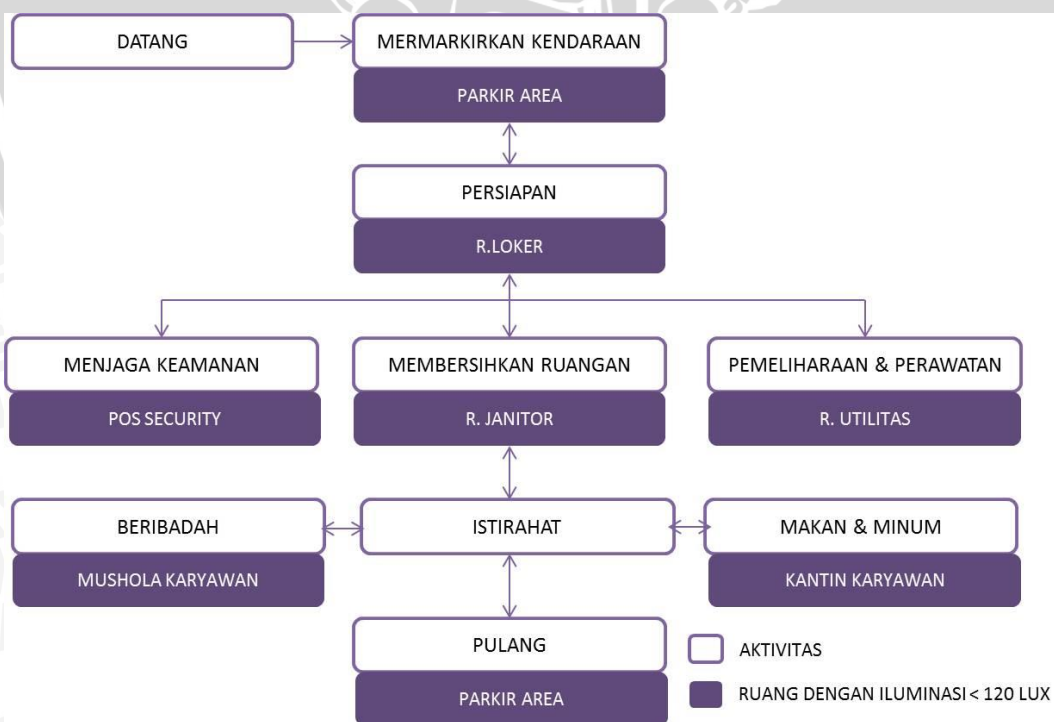 DATANG
MERMARKIRKAN KENDARAAN
PARKIR AREA
PERSIAPAN
R.LOKER
MENJAGA KEAMANAN
POS SECURITY
MEMBERSIHKAN RUANGAN
R. JANITOR
PEMELIHARAAN & PERAWATAN
R. UTILITAS
BERIBADAH
MUSHOLA KARYAWAN
ISTIRAHAT
MAKAN & MINUM
KANTIN KARYAWAN
PULANG
PARKIR AREA
AKTIVITAS
RUANG DENGAN ILUMINASI < 120 LUX